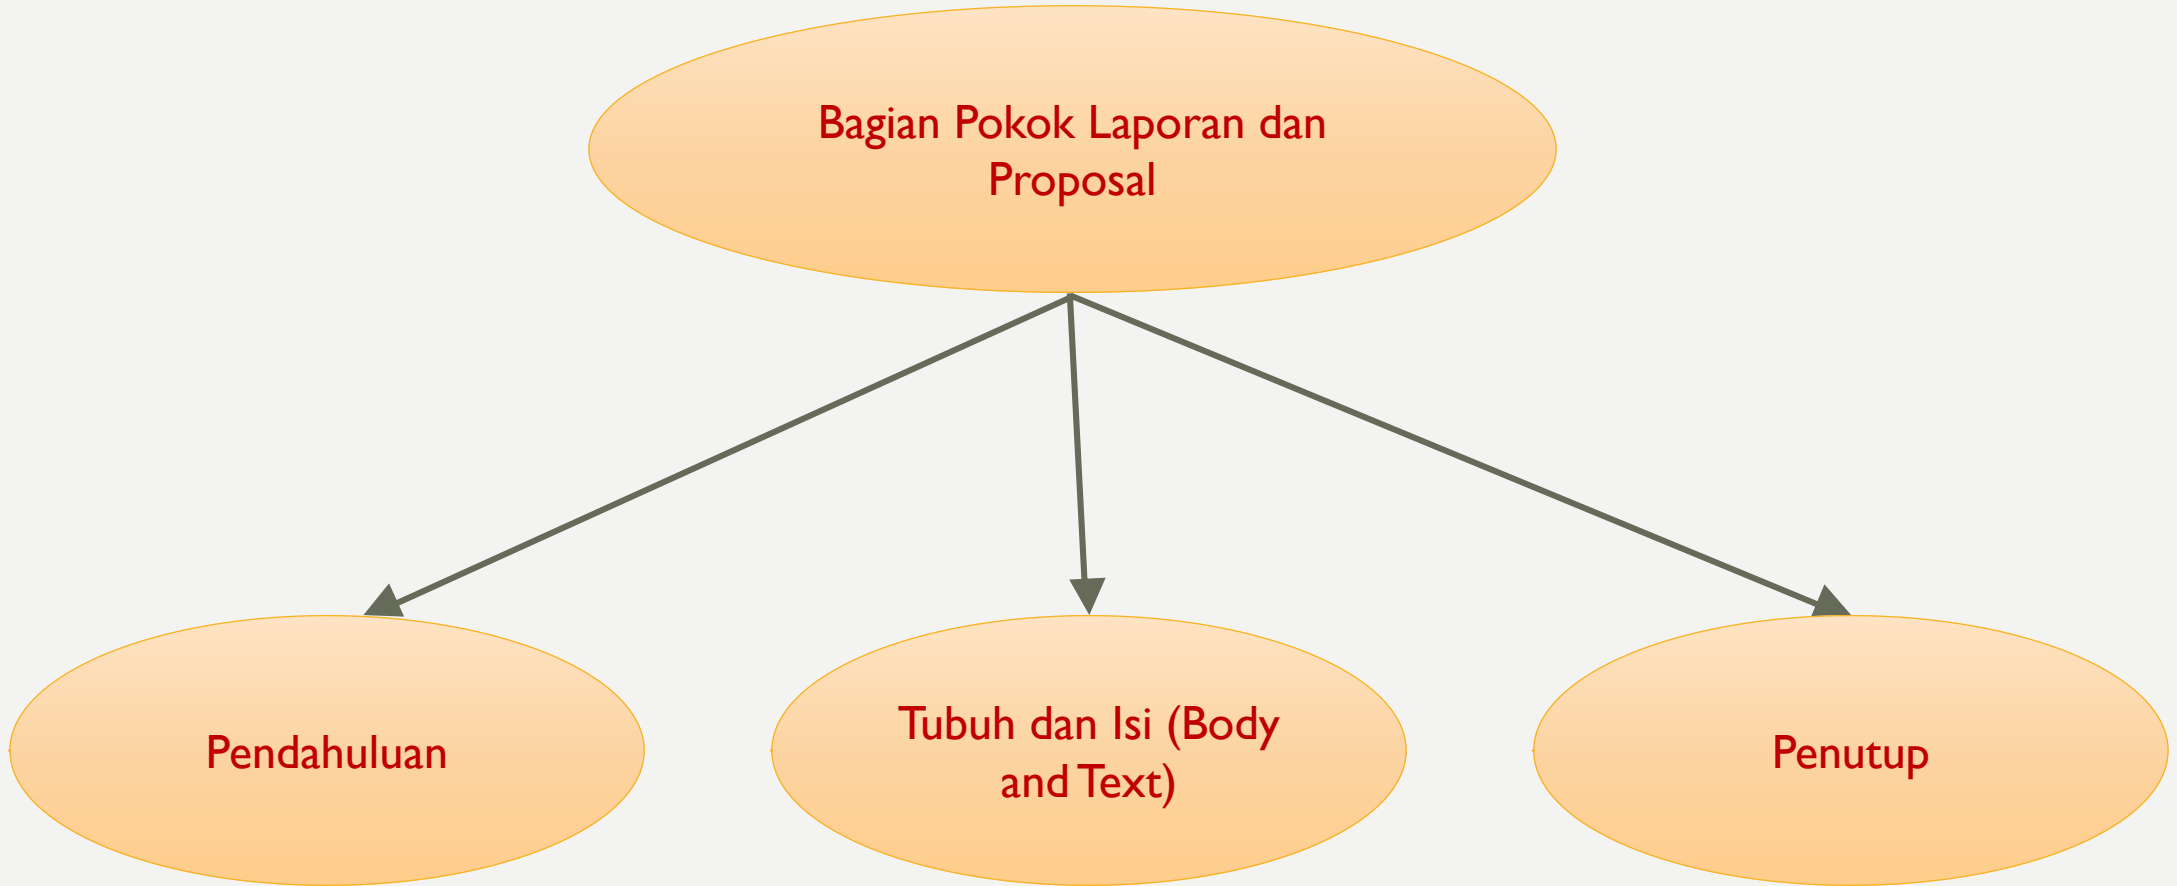 Bagian Pokok Laporan dan
Proposal
Pendahuluan
Tubuh dan Isi (Body
and Text)
Penutup